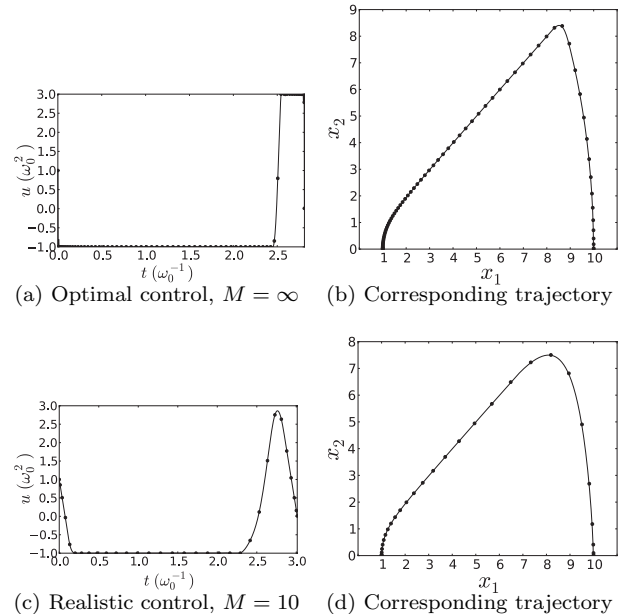 3.0
2.5
2.0
1.5
1.0
0.5
0.0
−0.5
−1.0
u (ω₀²)
0.0 0.5 1.0 1.5 2.0 2.5
t (ω₀⁻¹)
(a) Optimal control, M = ∞
9
8
7
6
5
4
3
2
1
0
x₂
1 2 3 4 5 6 7 8 9 10
x₁
(b) Corresponding trajectory
3.0
2.5
2.0
1.5
1.0
0.5
0.0
−0.5
−1.0
u (ω₀²)
0.0 0.5 1.0 1.5 2.0 2.5 3.0
t (ω₀⁻¹)
(c) Realistic control, M = 10
8
7
6
5
4
3
2
1
0
x₂
1 2 3 4 5 6 7 8 9 10
x₁
(d) Corresponding trajectory